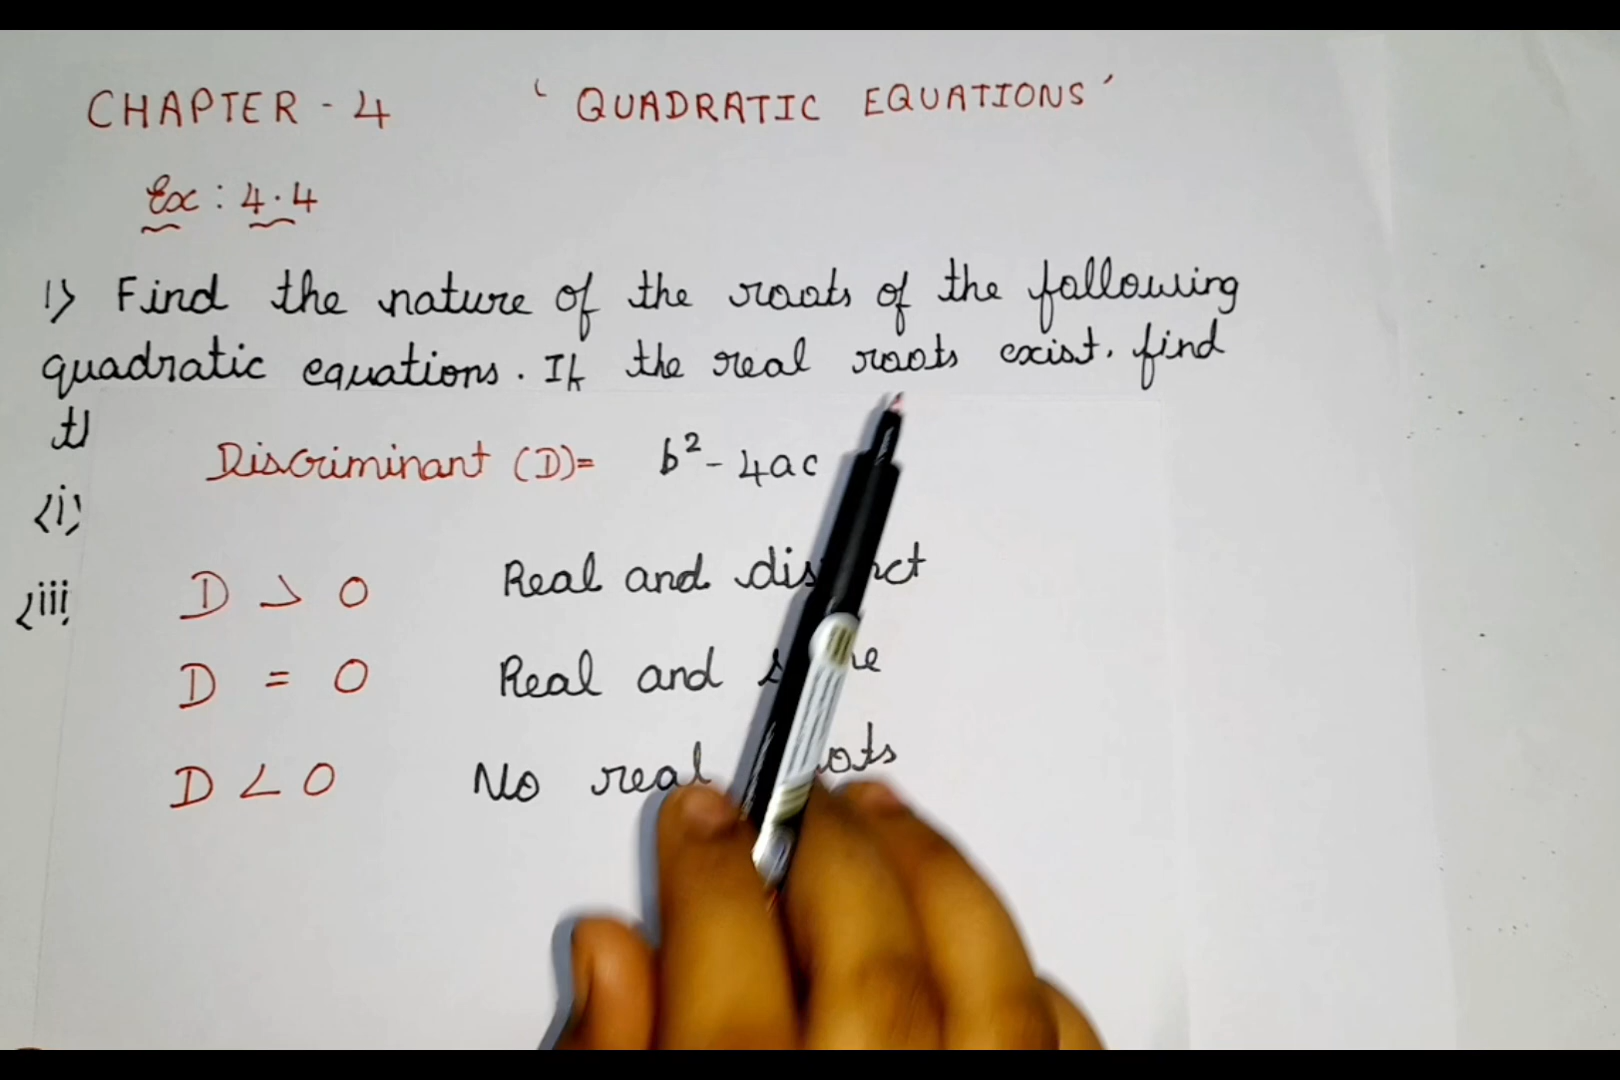 CHAPTER - 4 ‘ QUADRATIC EQUATIONS ’
Ex : 4.4
1) Find the nature of the roots of the following
quadratic equations. If the real roots exist. find
Discriminant (D)= b² - 4ac
(i)
D > 0 Real and
(iii
D = 0 Real and
D < 0 No real